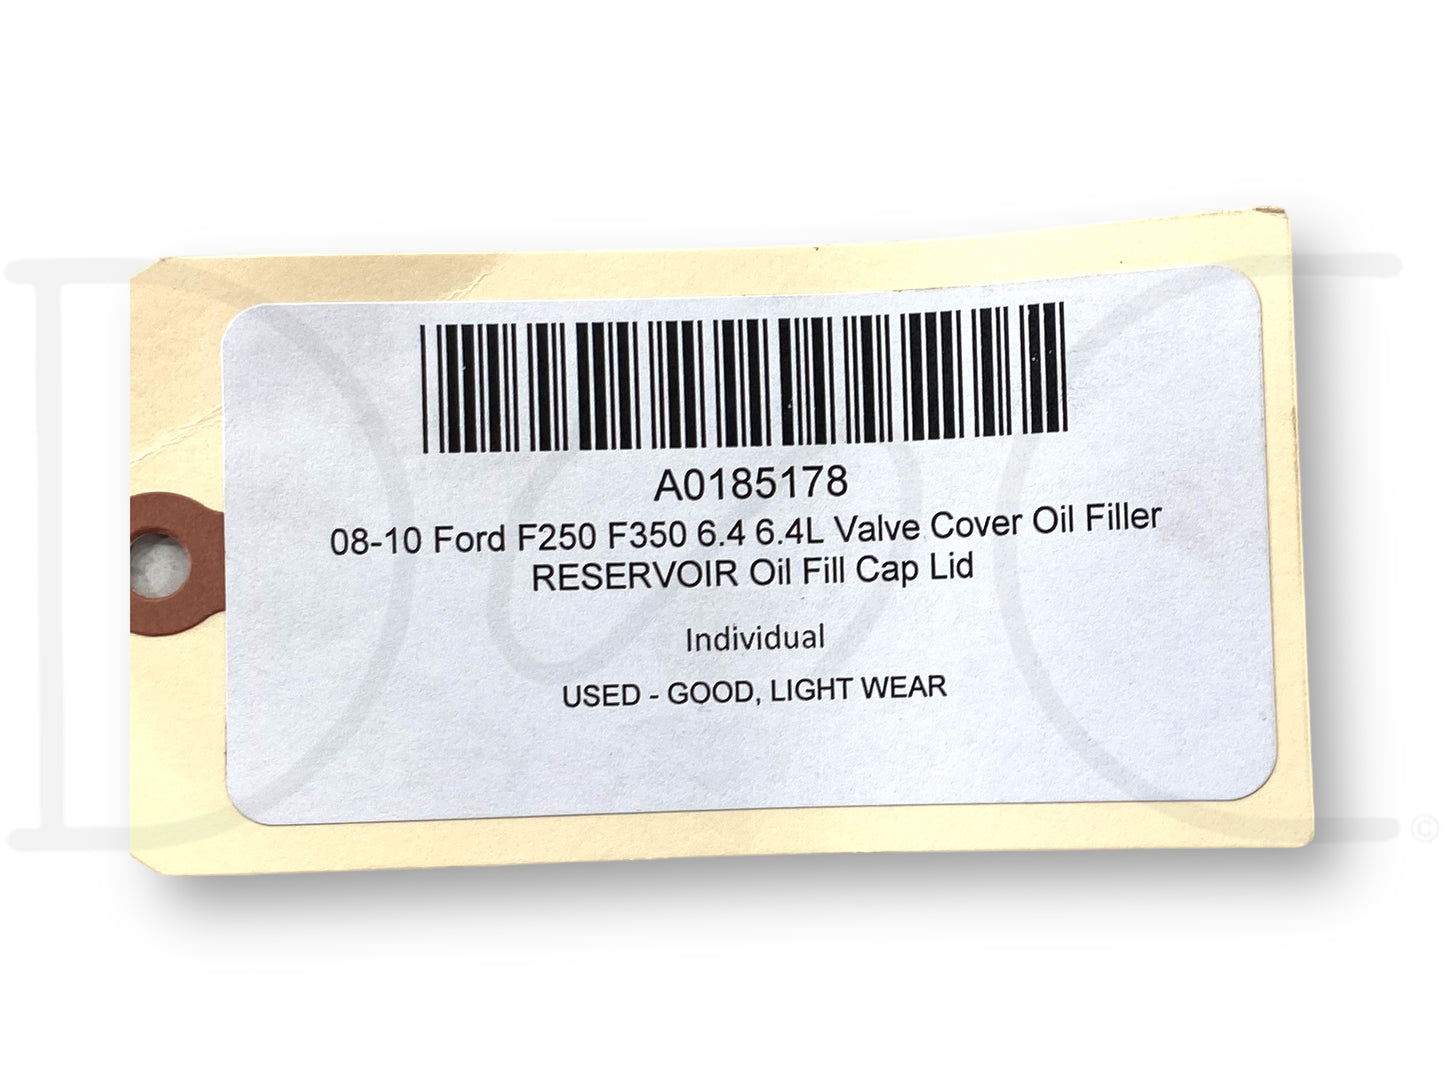 A0185178
08-10 Ford F250 F350 6.4 6.4L Valve Cover Oil Filler
RESERVOIR Oil Fill Cap Lid
Individual
USED - GOOD, LIGHT WEAR
©